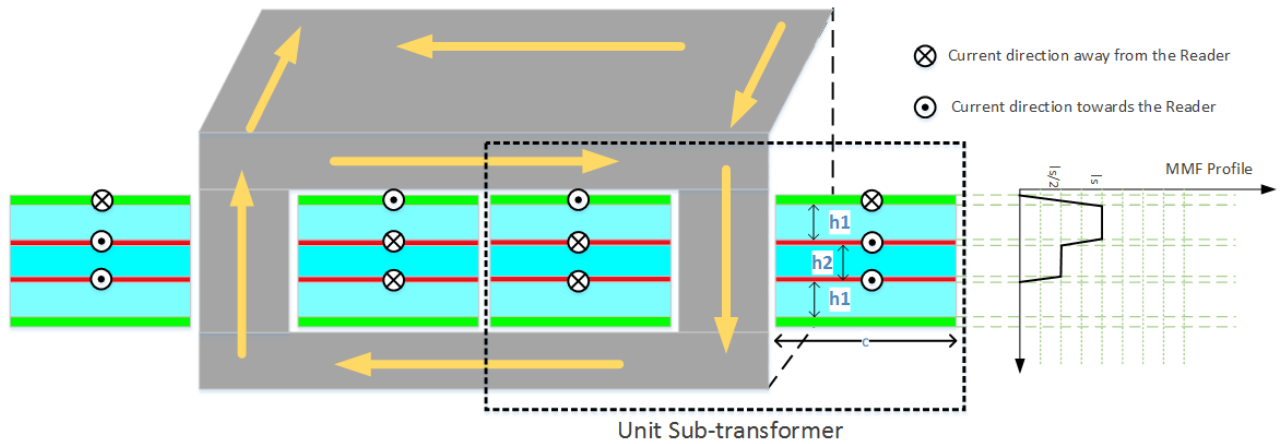 Current direction away from the Reader
Current direction towards the Reader
MMF Profile
Is/2
Is
h1
h2
h1
c
Unit Sub-transformer